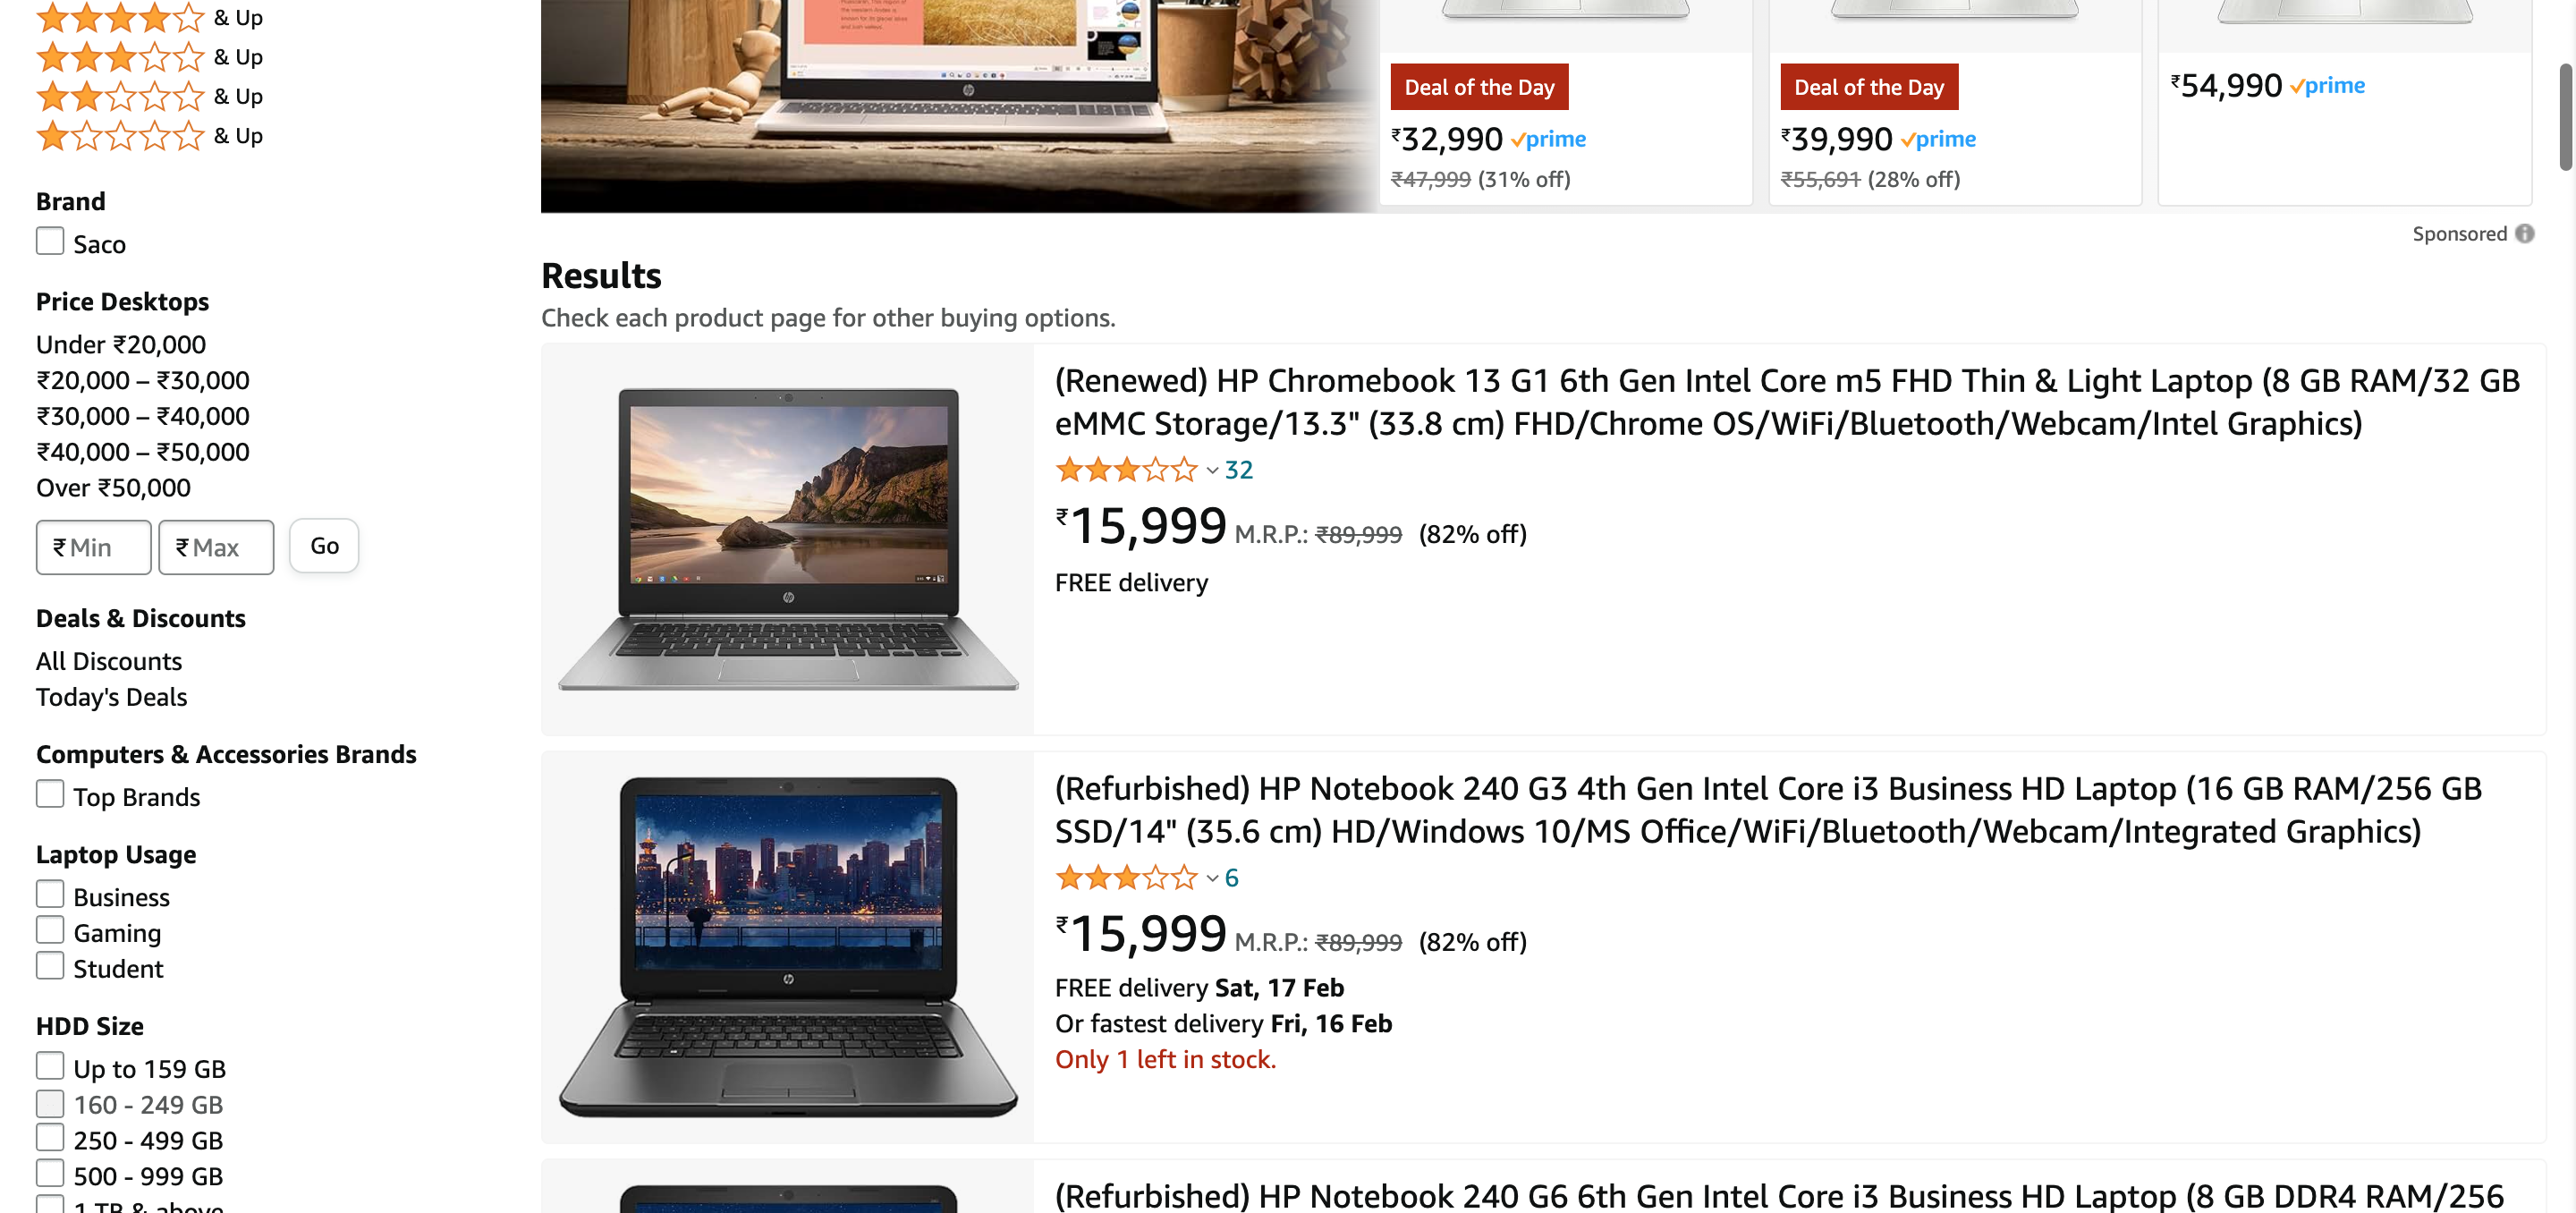 & Up
& Up
& Up
& Up
Brand
Saco
Price Desktops
Under ₹20,000
₹20,000 – ₹30,000
₹30,000 – ₹40,000
₹40,000 – ₹50,000
Over ₹50,000
₹ Min ₹ Max Go
Deals & Discounts
All Discounts
Today's Deals
Computers & Accessories Brands
Top Brands
Laptop Usage
Business
Gaming
Student
HDD Size
Up to 159 GB
160 - 249 GB
250 - 499 GB
500 - 999 GB
1 TB & above
hp
Deal of the Day
₹32,990 prime
₹47,999 (31% off)
Deal of the Day
₹39,990 prime
₹55,691 (28% off)
₹54,990 prime
Sponsored
Results
Check each product page for other buying options.
hp
(Renewed) HP Chromebook 13 G1 6th Gen Intel Core m5 FHD Thin & Light Laptop (8 GB RAM/32 GB
eMMC Storage/13.3" (33.8 cm) FHD/Chrome OS/WiFi/Bluetooth/Webcam/Intel Graphics)
32
₹15,999 M.R.P.: ₹89,999 (82% off)
FREE delivery
hp
(Refurbished) HP Notebook 240 G3 4th Gen Intel Core i3 Business HD Laptop (16 GB RAM/256 GB
SSD/14" (35.6 cm) HD/Windows 10/MS Office/WiFi/Bluetooth/Webcam/Integrated Graphics)
6
₹15,999 M.R.P.: ₹89,999 (82% off)
FREE delivery Sat, 17 Feb
Or fastest delivery Fri, 16 Feb
Only 1 left in stock.
(Refurbished) HP Notebook 240 G6 6th Gen Intel Core i3 Business HD Laptop (8 GB DDR4 RAM/256